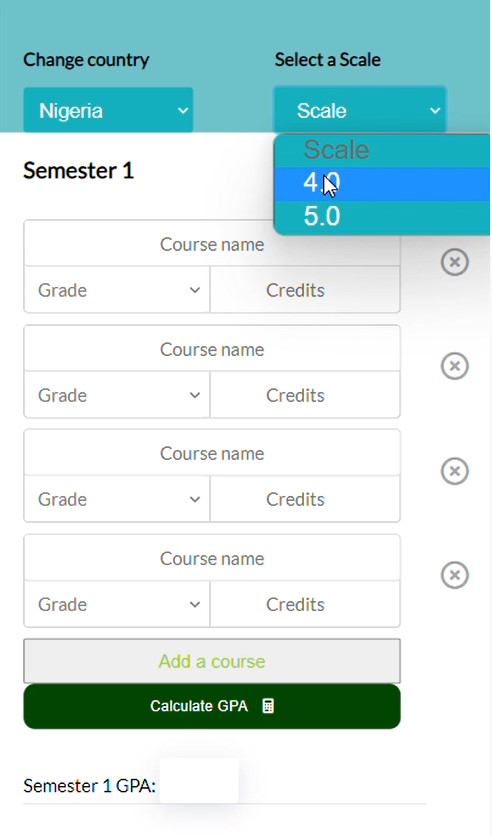 Change country
Select a Scale
Nigeria
Scale
Scale
4.0
5.0
Semester 1
Course name
Grade
Credits
Course name
Grade
Credits
Course name
Grade
Credits
Course name
Grade
Credits
Add a course
Calculate GPA
Semester 1 GPA: